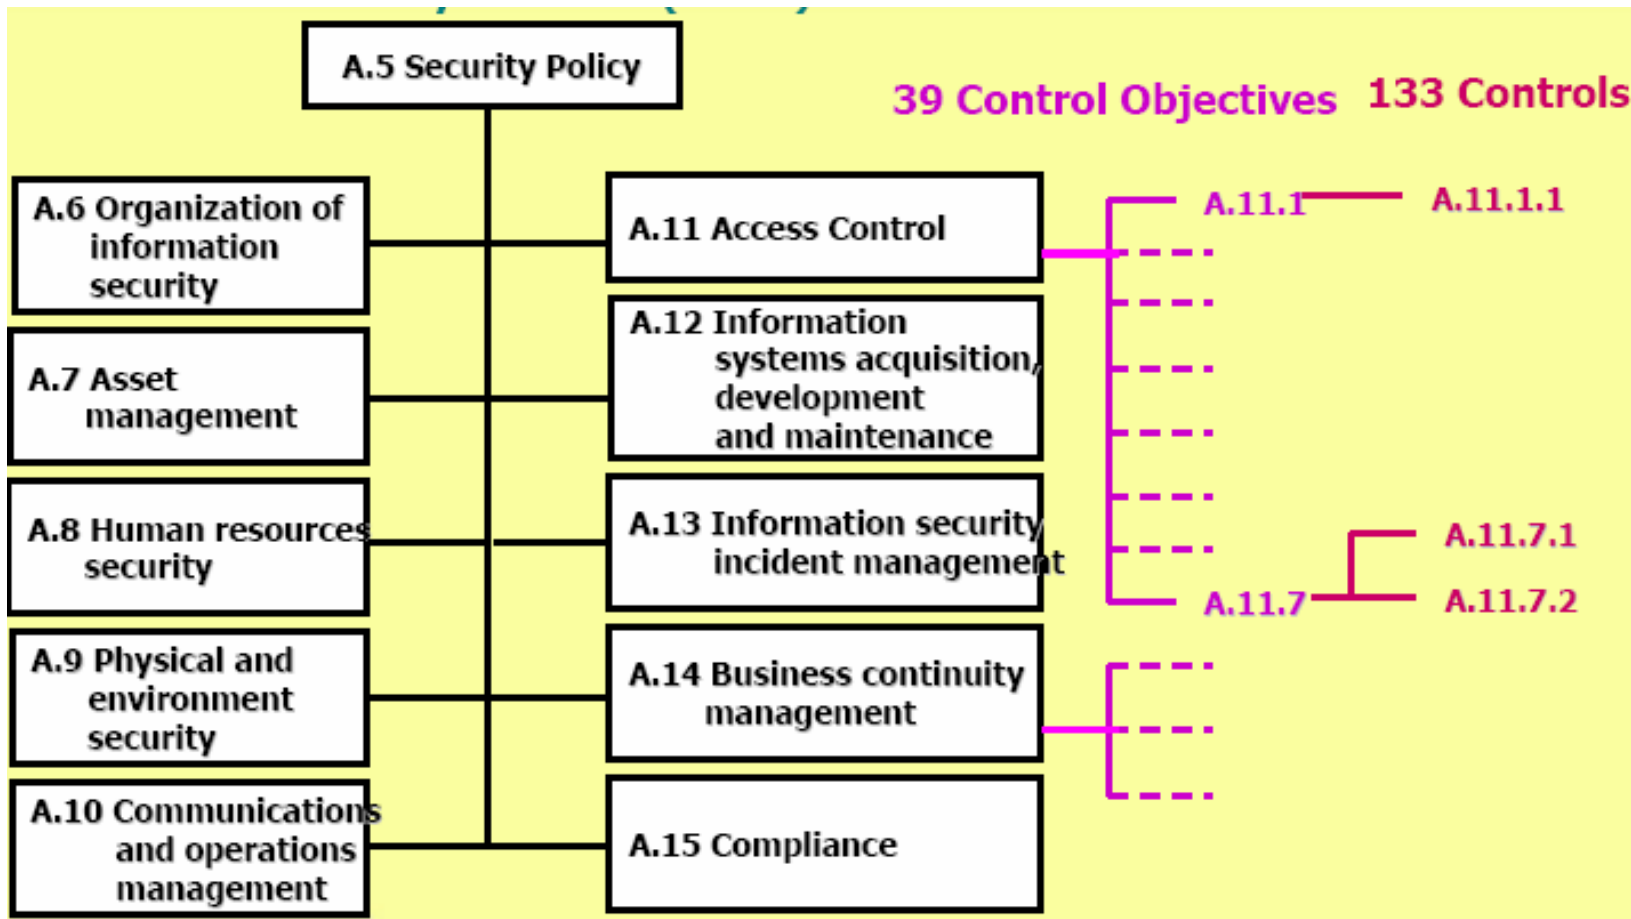 A.5 Security Policy
39 Control Objectives
133 Controls
A.6 Organization of
information
security
A.7 Asset
management
A.8 Human resources
security
A.9 Physical and
environment
security
A.10 Communications
and operations
management
A.11 Access Control
A.12 Information
systems acquisition,
development
and maintenance
A.13 Information security
incident management
A.14 Business continuity
management
A.15 Compliance
A.11.1
A.11.1.1
A.11.7
A.11.7.1
A.11.7.2